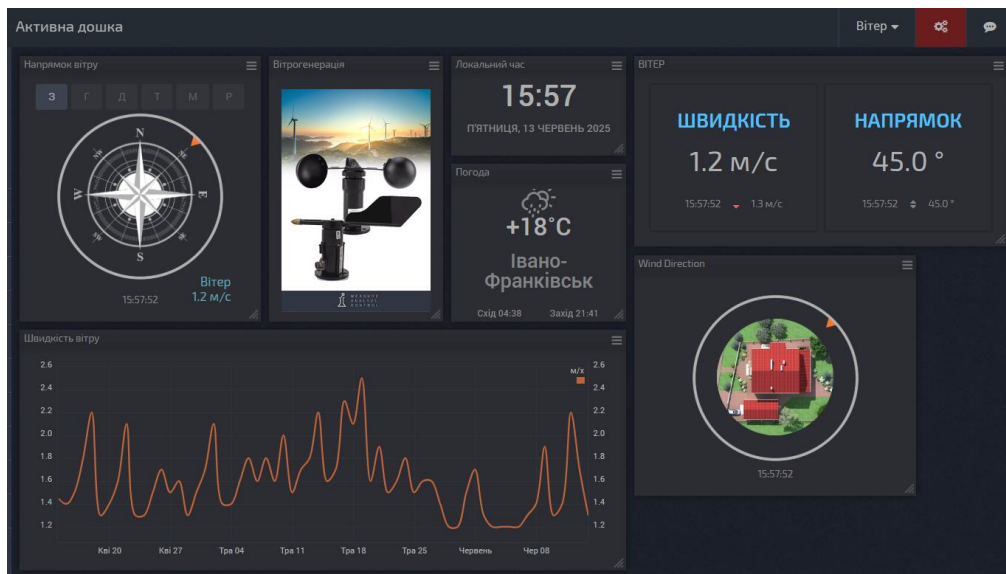 Активна дошка
Вітер
Напрямок вітру
З Г Д Т М Р
N
NW NE
W E
SW SE
S
Вітер
1.2 м/с
15:57:52
Вітрогенерація
Локальний час
15:57
П'ЯТНИЦЯ, 13 ЧЕРВЕНЬ 2025
Погода
+18°C
Івано-
Франківськ
Схід 04:38 Захід 21:41
ВІТЕР
ШВИДКІСТЬ
1.2 м/с
15:57:52 1.3 м/с
НАПРЯМОК
45.0 °
15:57:52 45.0 °
Wind Direction
15:57:52
Швидкість вітру
м/х
2.6 2.6
2.4 2.4
2.2 2.2
2.0 2.0
1.8 1.8
1.6 1.6
1.4 1.4
1.2 1.2
Кві 20 Кві 27 Тра 04 Тра 11 Тра 18 Тра 25 Червень Чер 08